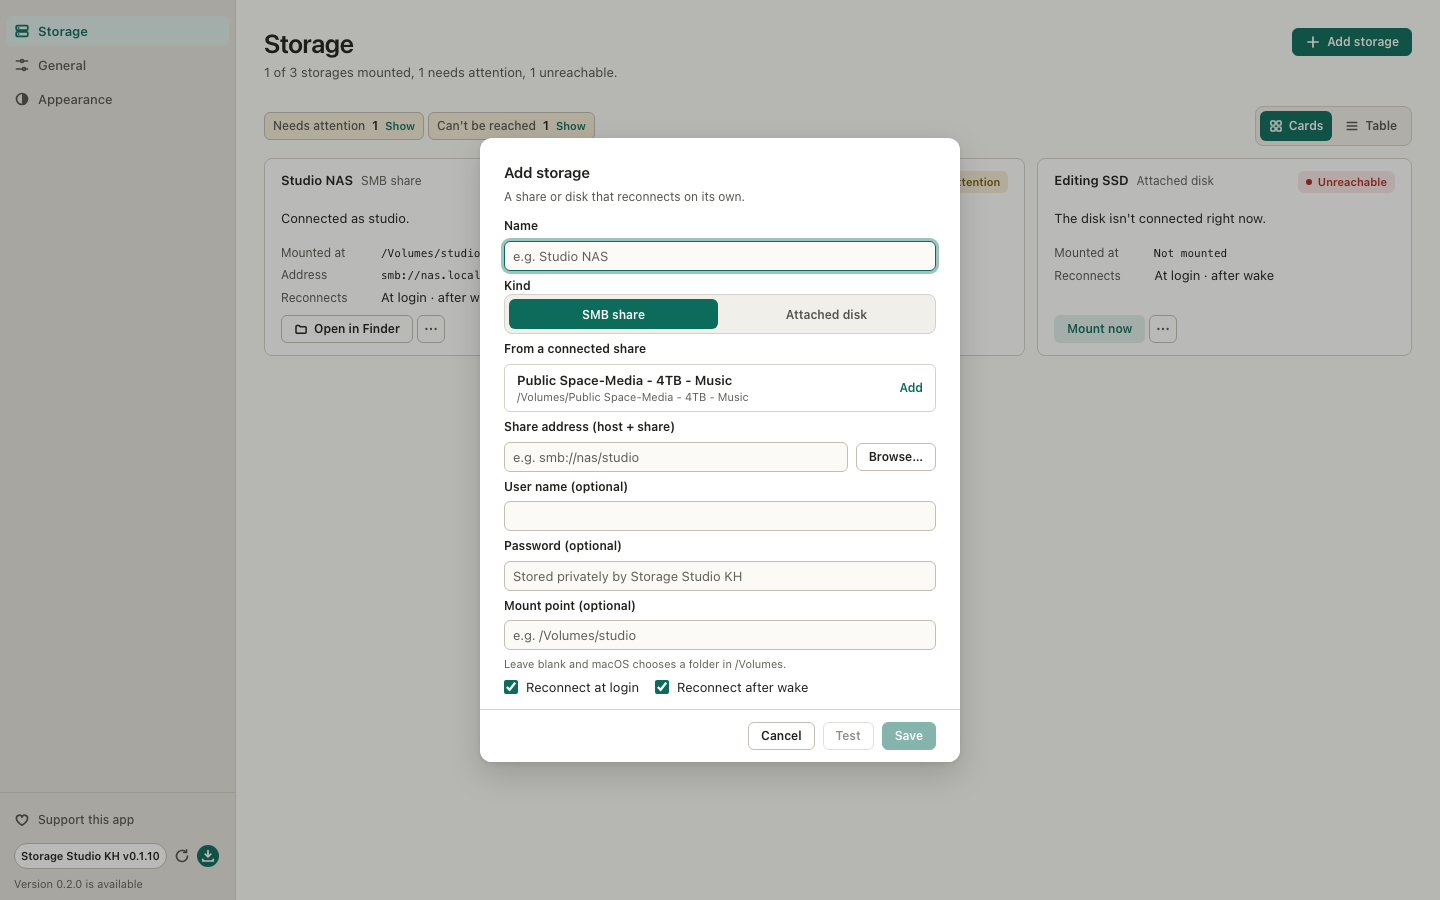 Storage
General
Appearance
Support this app
Storage Studio KH v0.1.10
Version 0.2.0 is available
Storage
1 of 3 storages mounted, 1 needs attention, 1 unreachable.
Add storage
Needs attention 1 Show
Can't be reached 1 Show
Cards
Table
Studio NAS SMB share
Connected as studio.
Mounted at /Volumes/studio
Address smb://nas.local
Reconnects At login · after w
Open in Finder
Editing SSD Attached disk
Unreachable
The disk isn't connected right now.
Mounted at Not mounted
Reconnects At login · after wake
Mount now
Add storage
A share or disk that reconnects on its own.
Name
e.g. Studio NAS
Kind
SMB share
Attached disk
From a connected share
Public Space-Media - 4TB - Music
/Volumes/Public Space-Media - 4TB - Music
Add
Share address (host + share)
e.g. smb://nas/studio
Browse...
User name (optional)
Password (optional)
Stored privately by Storage Studio KH
Mount point (optional)
e.g. /Volumes/studio
Leave blank and macOS chooses a folder in /Volumes.
Reconnect at login
Reconnect after wake
Cancel
Test
Save